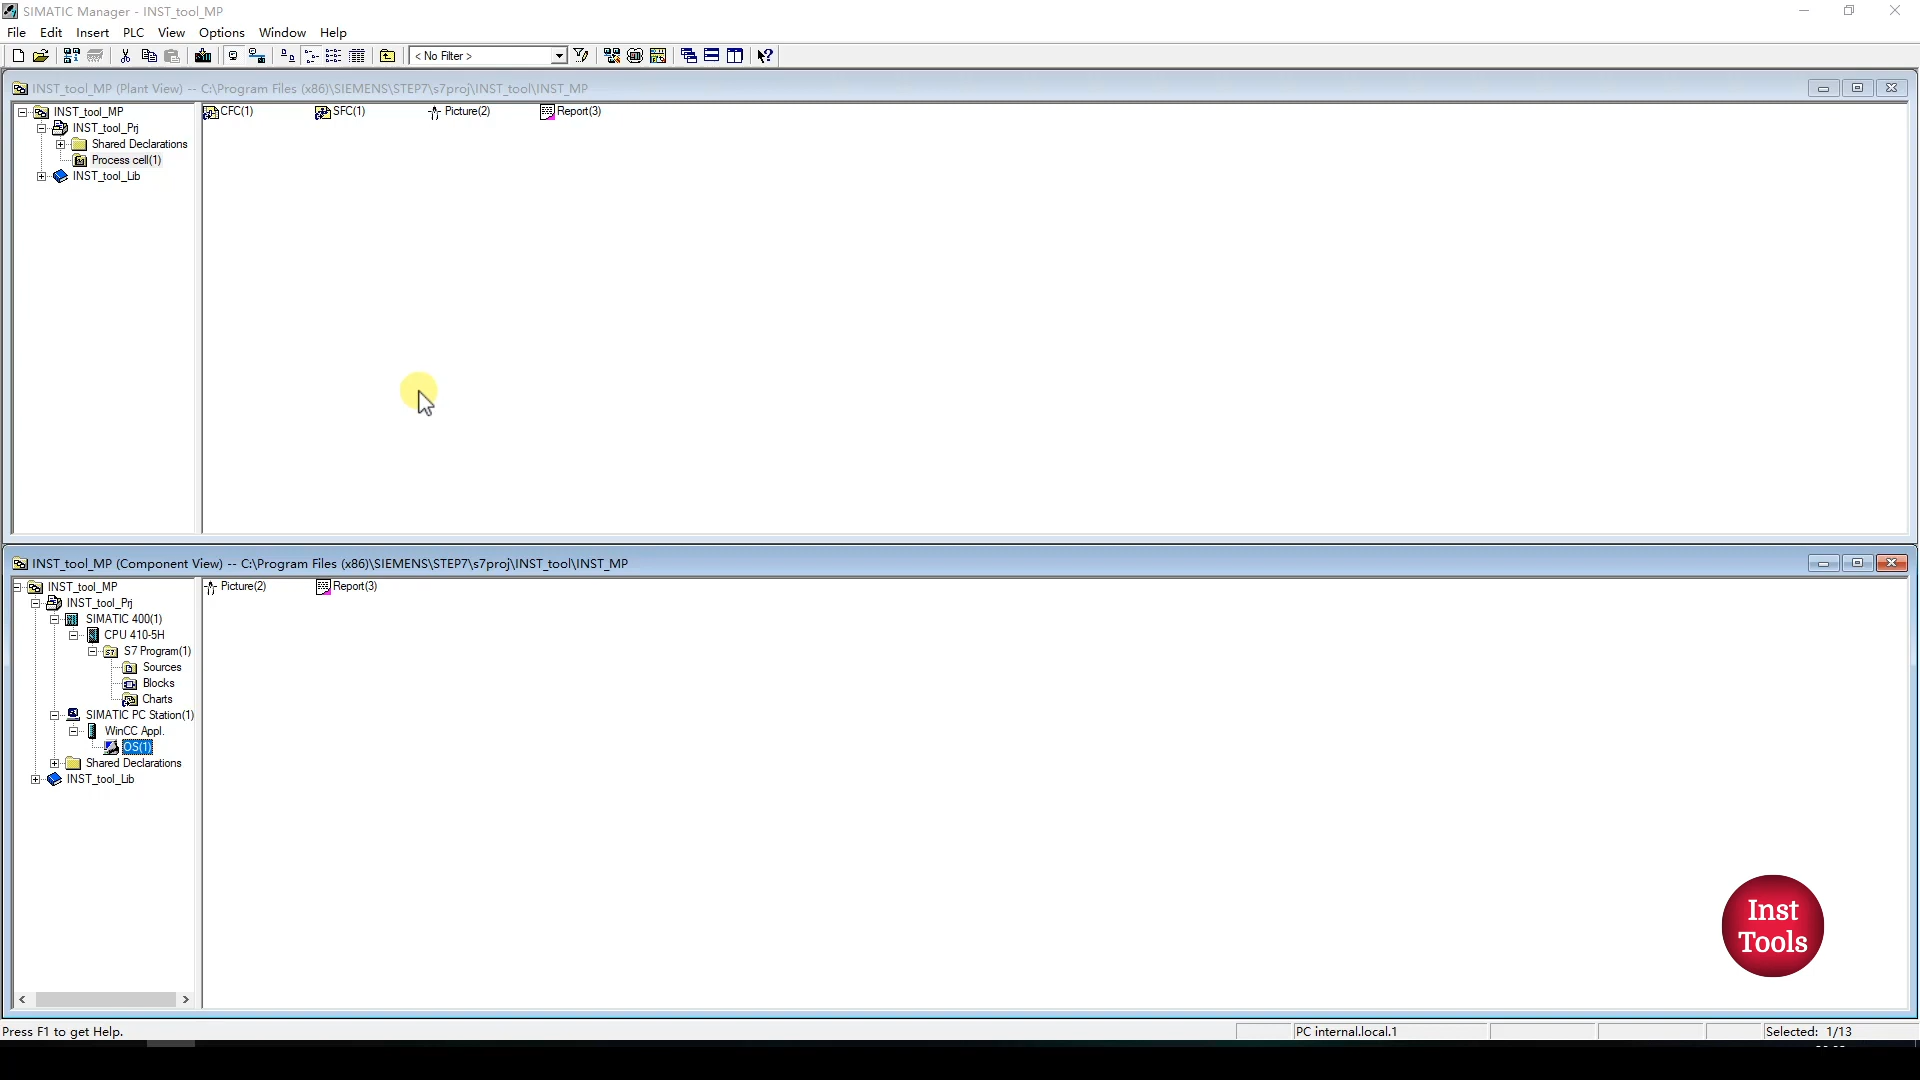 SIMATIC Manager - INST_tool_MP
File Edit Insert PLC View Options Window Help
< No Filter >
INST_tool_MP (Plant View) -- C:\Program Files (x86)\SIEMENS\STEP7\s7proj\INST_tool\INST_MP
INST_tool_MP
INST_tool_Prj
Shared Declarations
Process cell(1)
INST_tool_Lib
CFC(1) SFC(1) Picture(2) Report(3)
INST_tool_MP (Component View) -- C:\Program Files (x86)\SIEMENS\STEP7\s7proj\INST_tool\INST_MP
INST_tool_MP
INST_tool_Prj
SIMATIC 400(1)
CPU 410-5H
S7 Program(1)
Sources
Blocks
Charts
SIMATIC PC Station(1)
WinCC Appl.
OS(1)
Shared Declarations
INST_tool_Lib
Picture(2) Report(3)
Inst
Tools
Press F1 to get Help.
PC internal.local.1
Selected: 1/13